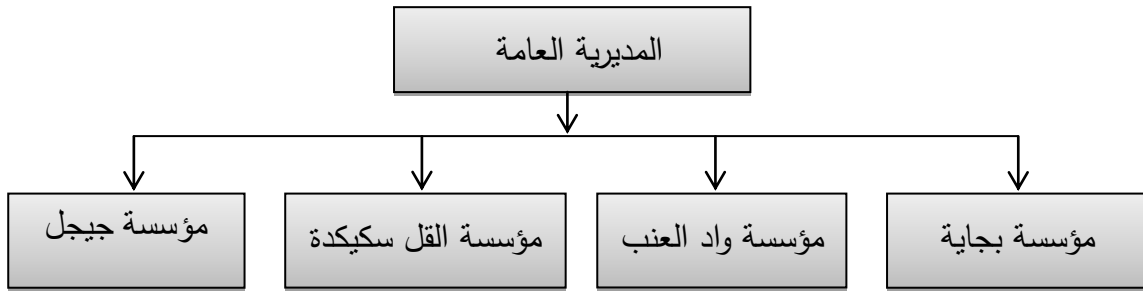 المديرية العامة
مؤسسة بجاية
مؤسسة واد العنب
مؤسسة القل سكيكدة
مؤسسة جيجل